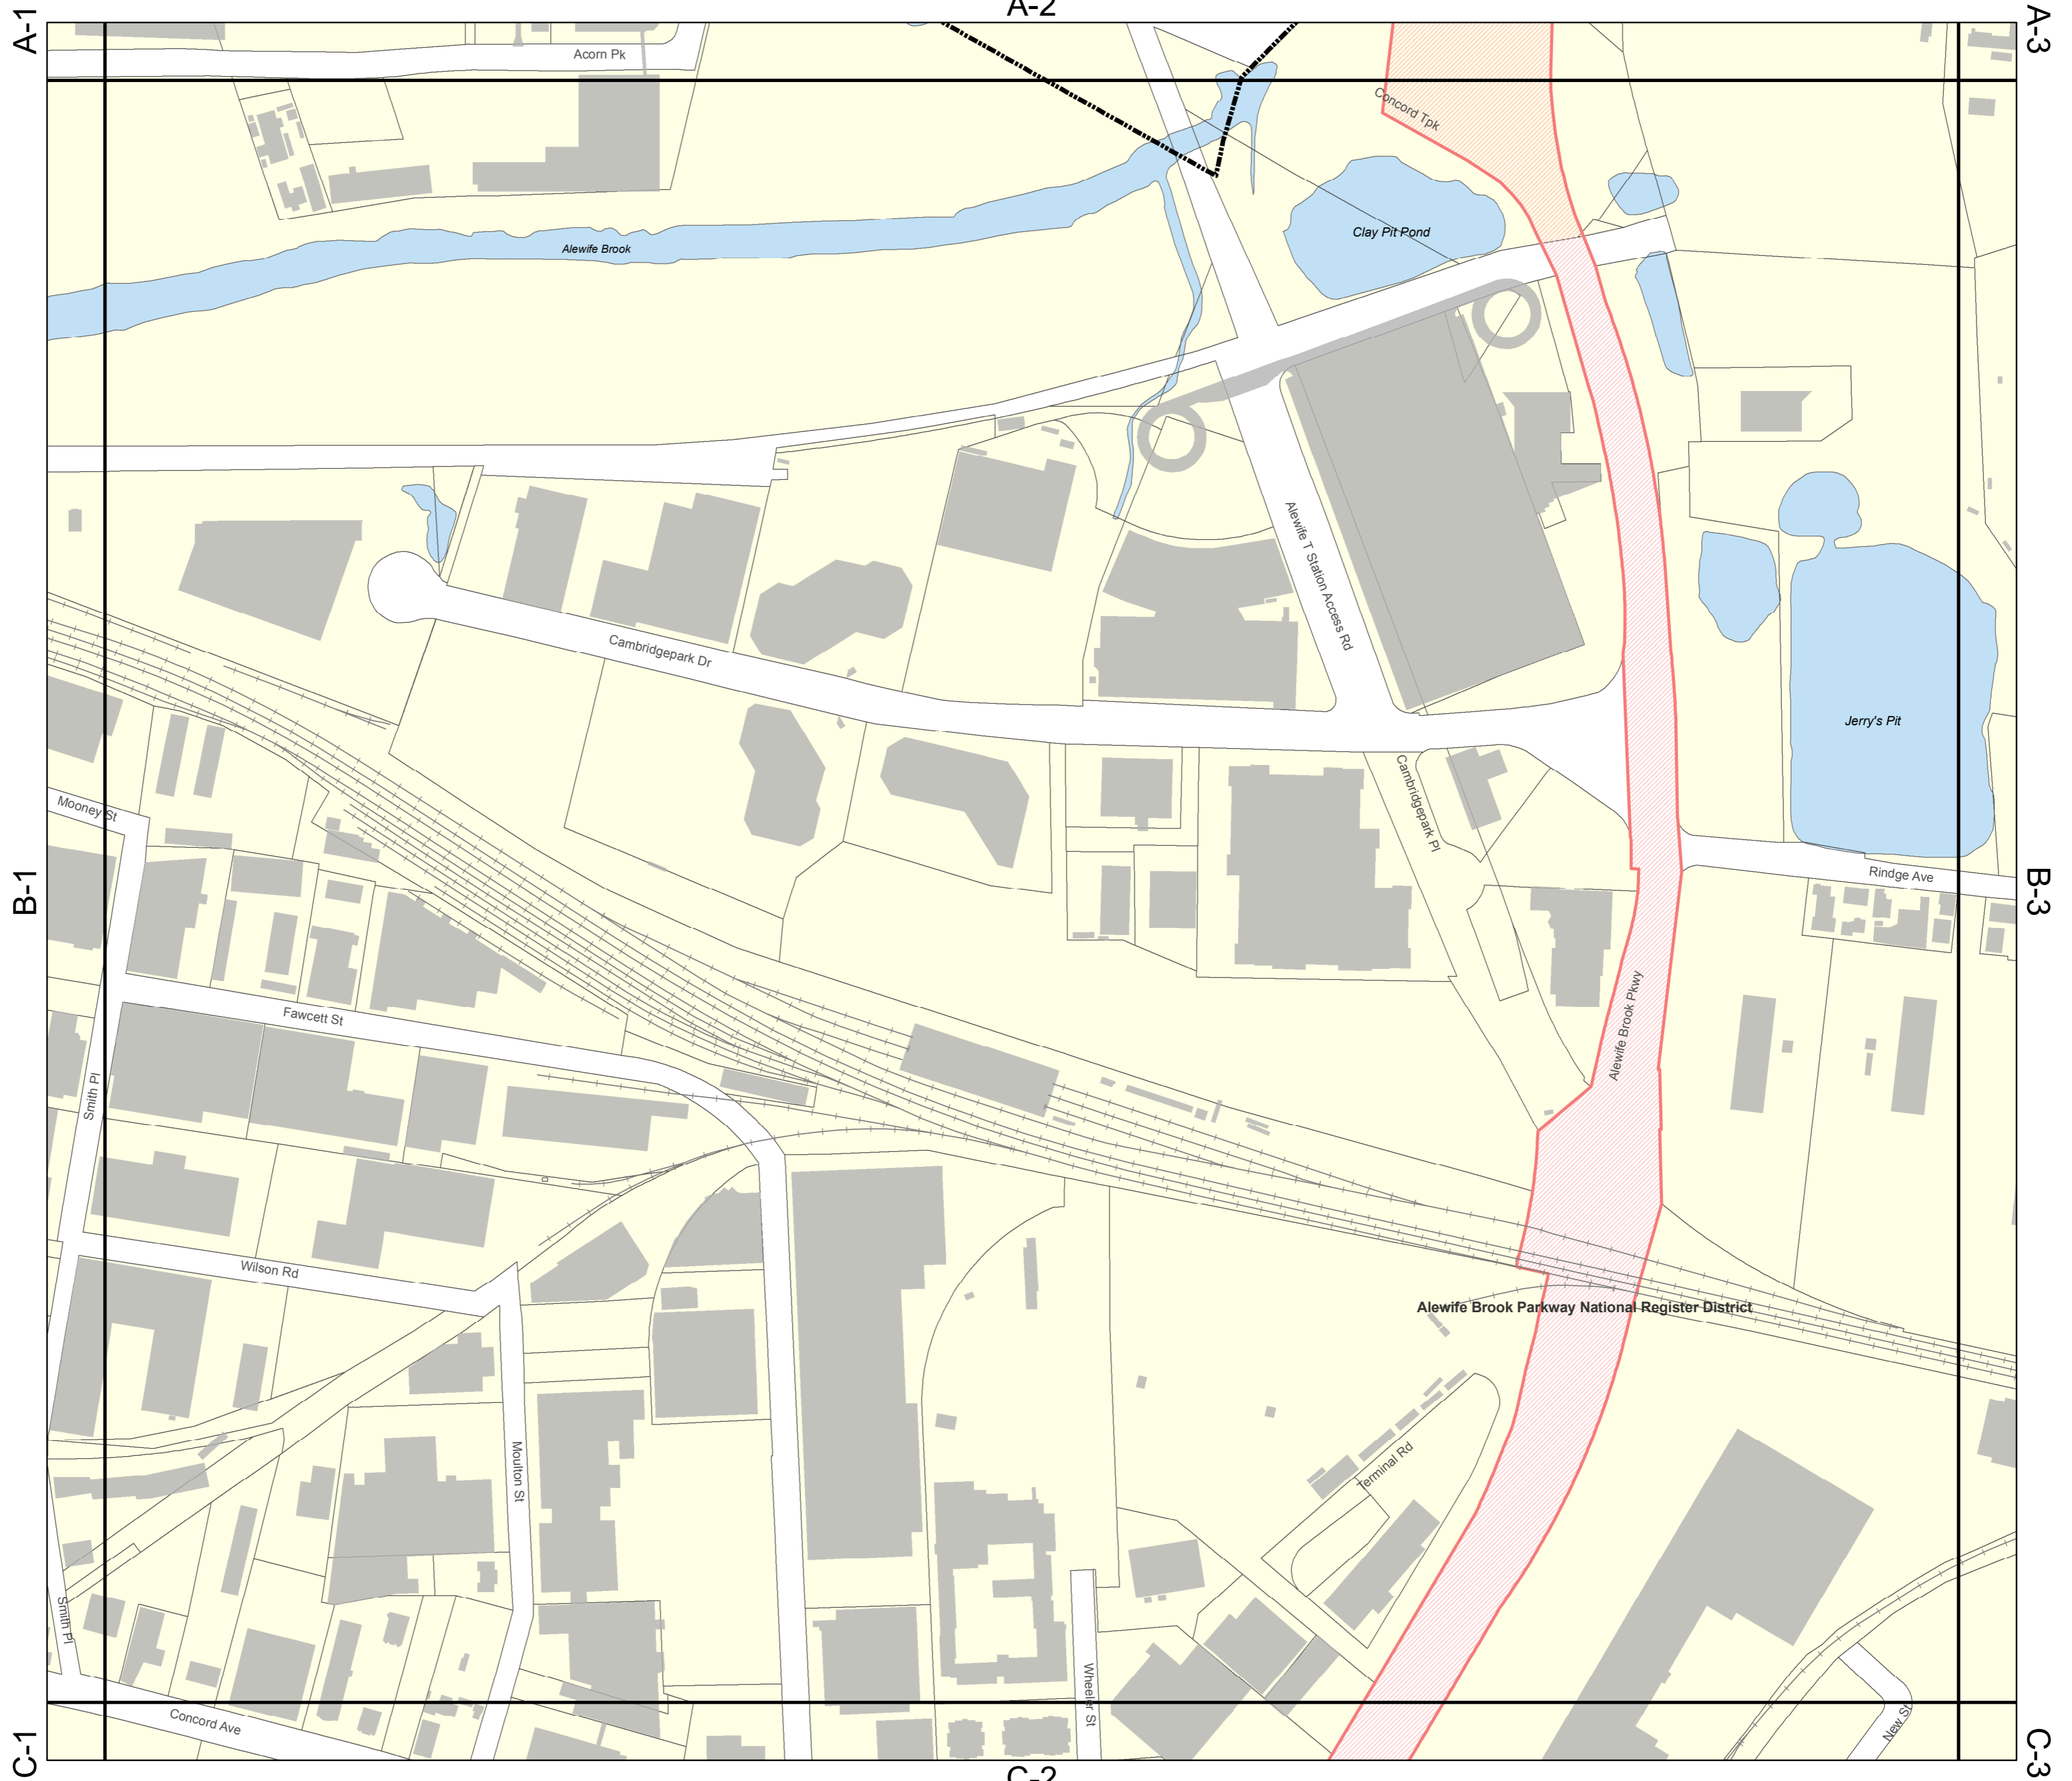 A-2
A-1
A-3
Acorn Pk
Concord Tpk
Clay Pit Pond
Alewife Brook
Alewife T Station Access Rd
Cambridgepark Dr
Jerry's Pit
Cambridgepark Pl
Mooney St
Rindge Ave
B-1
B-3
Alewife Brook Pkwy
Fawcett St
Smith Pl
Wilson Rd
Alewife Brook Parkway National Register District
Moulton St
Terminal Rd
Smith Pl
Wheeler St
Concord Ave
New St
C-1
C-3
C-2